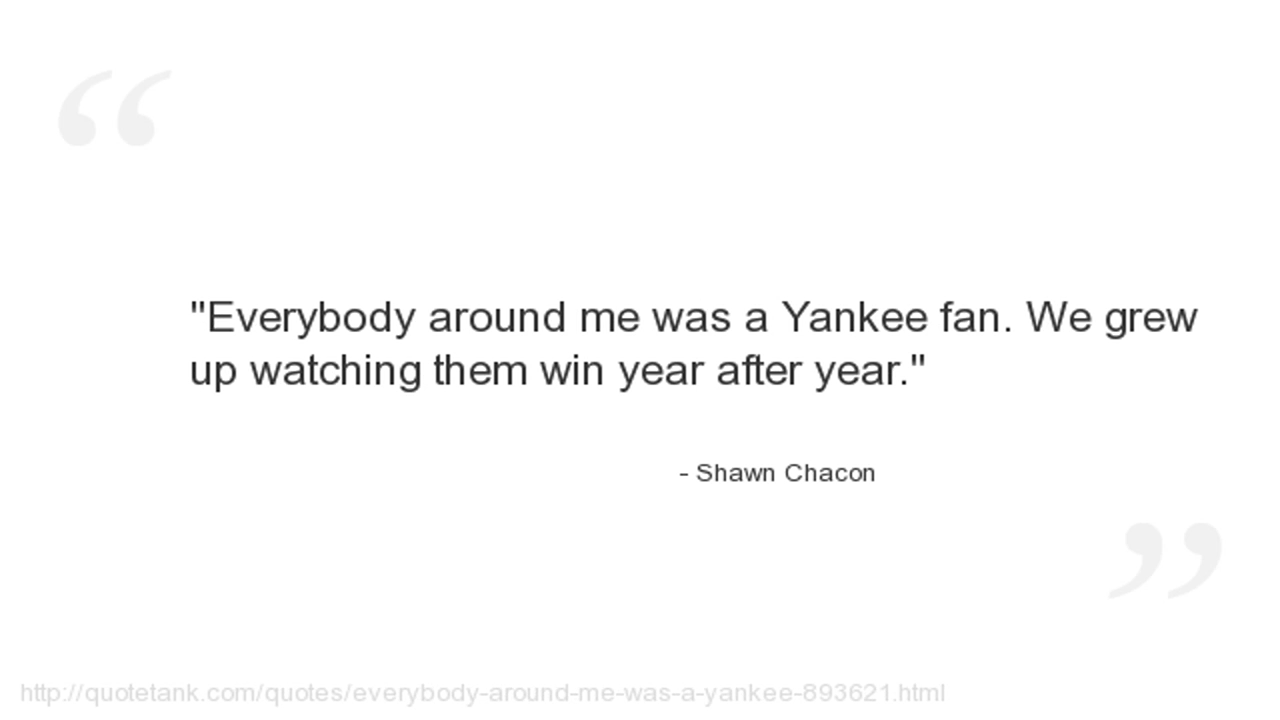 "Everybody around me was a Yankee fan. We grew
up watching them win year after year."
- Shawn Chacon
http://quotetank.com/quotes/everybody-around-me-was-a-yankee-893621.html